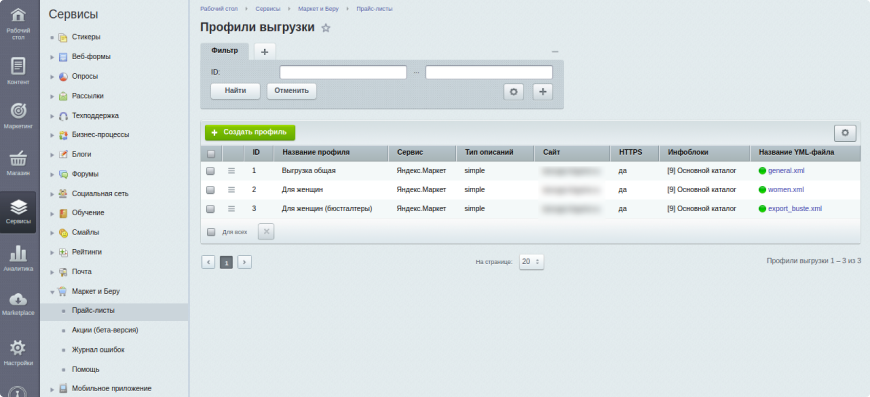 Рабочий стол
Контент
Маркетинг
Магазин
Сервисы
Аналитика
Marketplace
Настройки
Сервисы
Стикеры
Веб-формы
Опросы
Рассылки
Техподдержка
Бизнес-процессы
Блоги
Форумы
Социальная сеть
Обучение
Смайлы
Рейтинги
Почта
Маркет и Беру
Прайс-листы
Акции (бета-версия)
Журнал ошибок
Помощь
Мобильное приложение
Рабочий стол › Сервисы › Маркет и Беру › Прайс-листы
Профили выгрузки
Фильтр +
ID: ...
Найти Отменить
+ Создать профиль
ID Название профиля Сервис Тип описаний Сайт HTTPS Инфоблоки Название YML-файла
1 Выгрузка общая Яндекс.Маркет simple да [9] Основной каталог general.xml
2 Для женщин Яндекс.Маркет simple да [9] Основной каталог women.xml
3 Для женщин (бюстгалтеры) Яндекс.Маркет simple да [9] Основной каталог export_buste.xml
Для всех
1 На странице: 20 Профили выгрузки 1 – 3 из 3